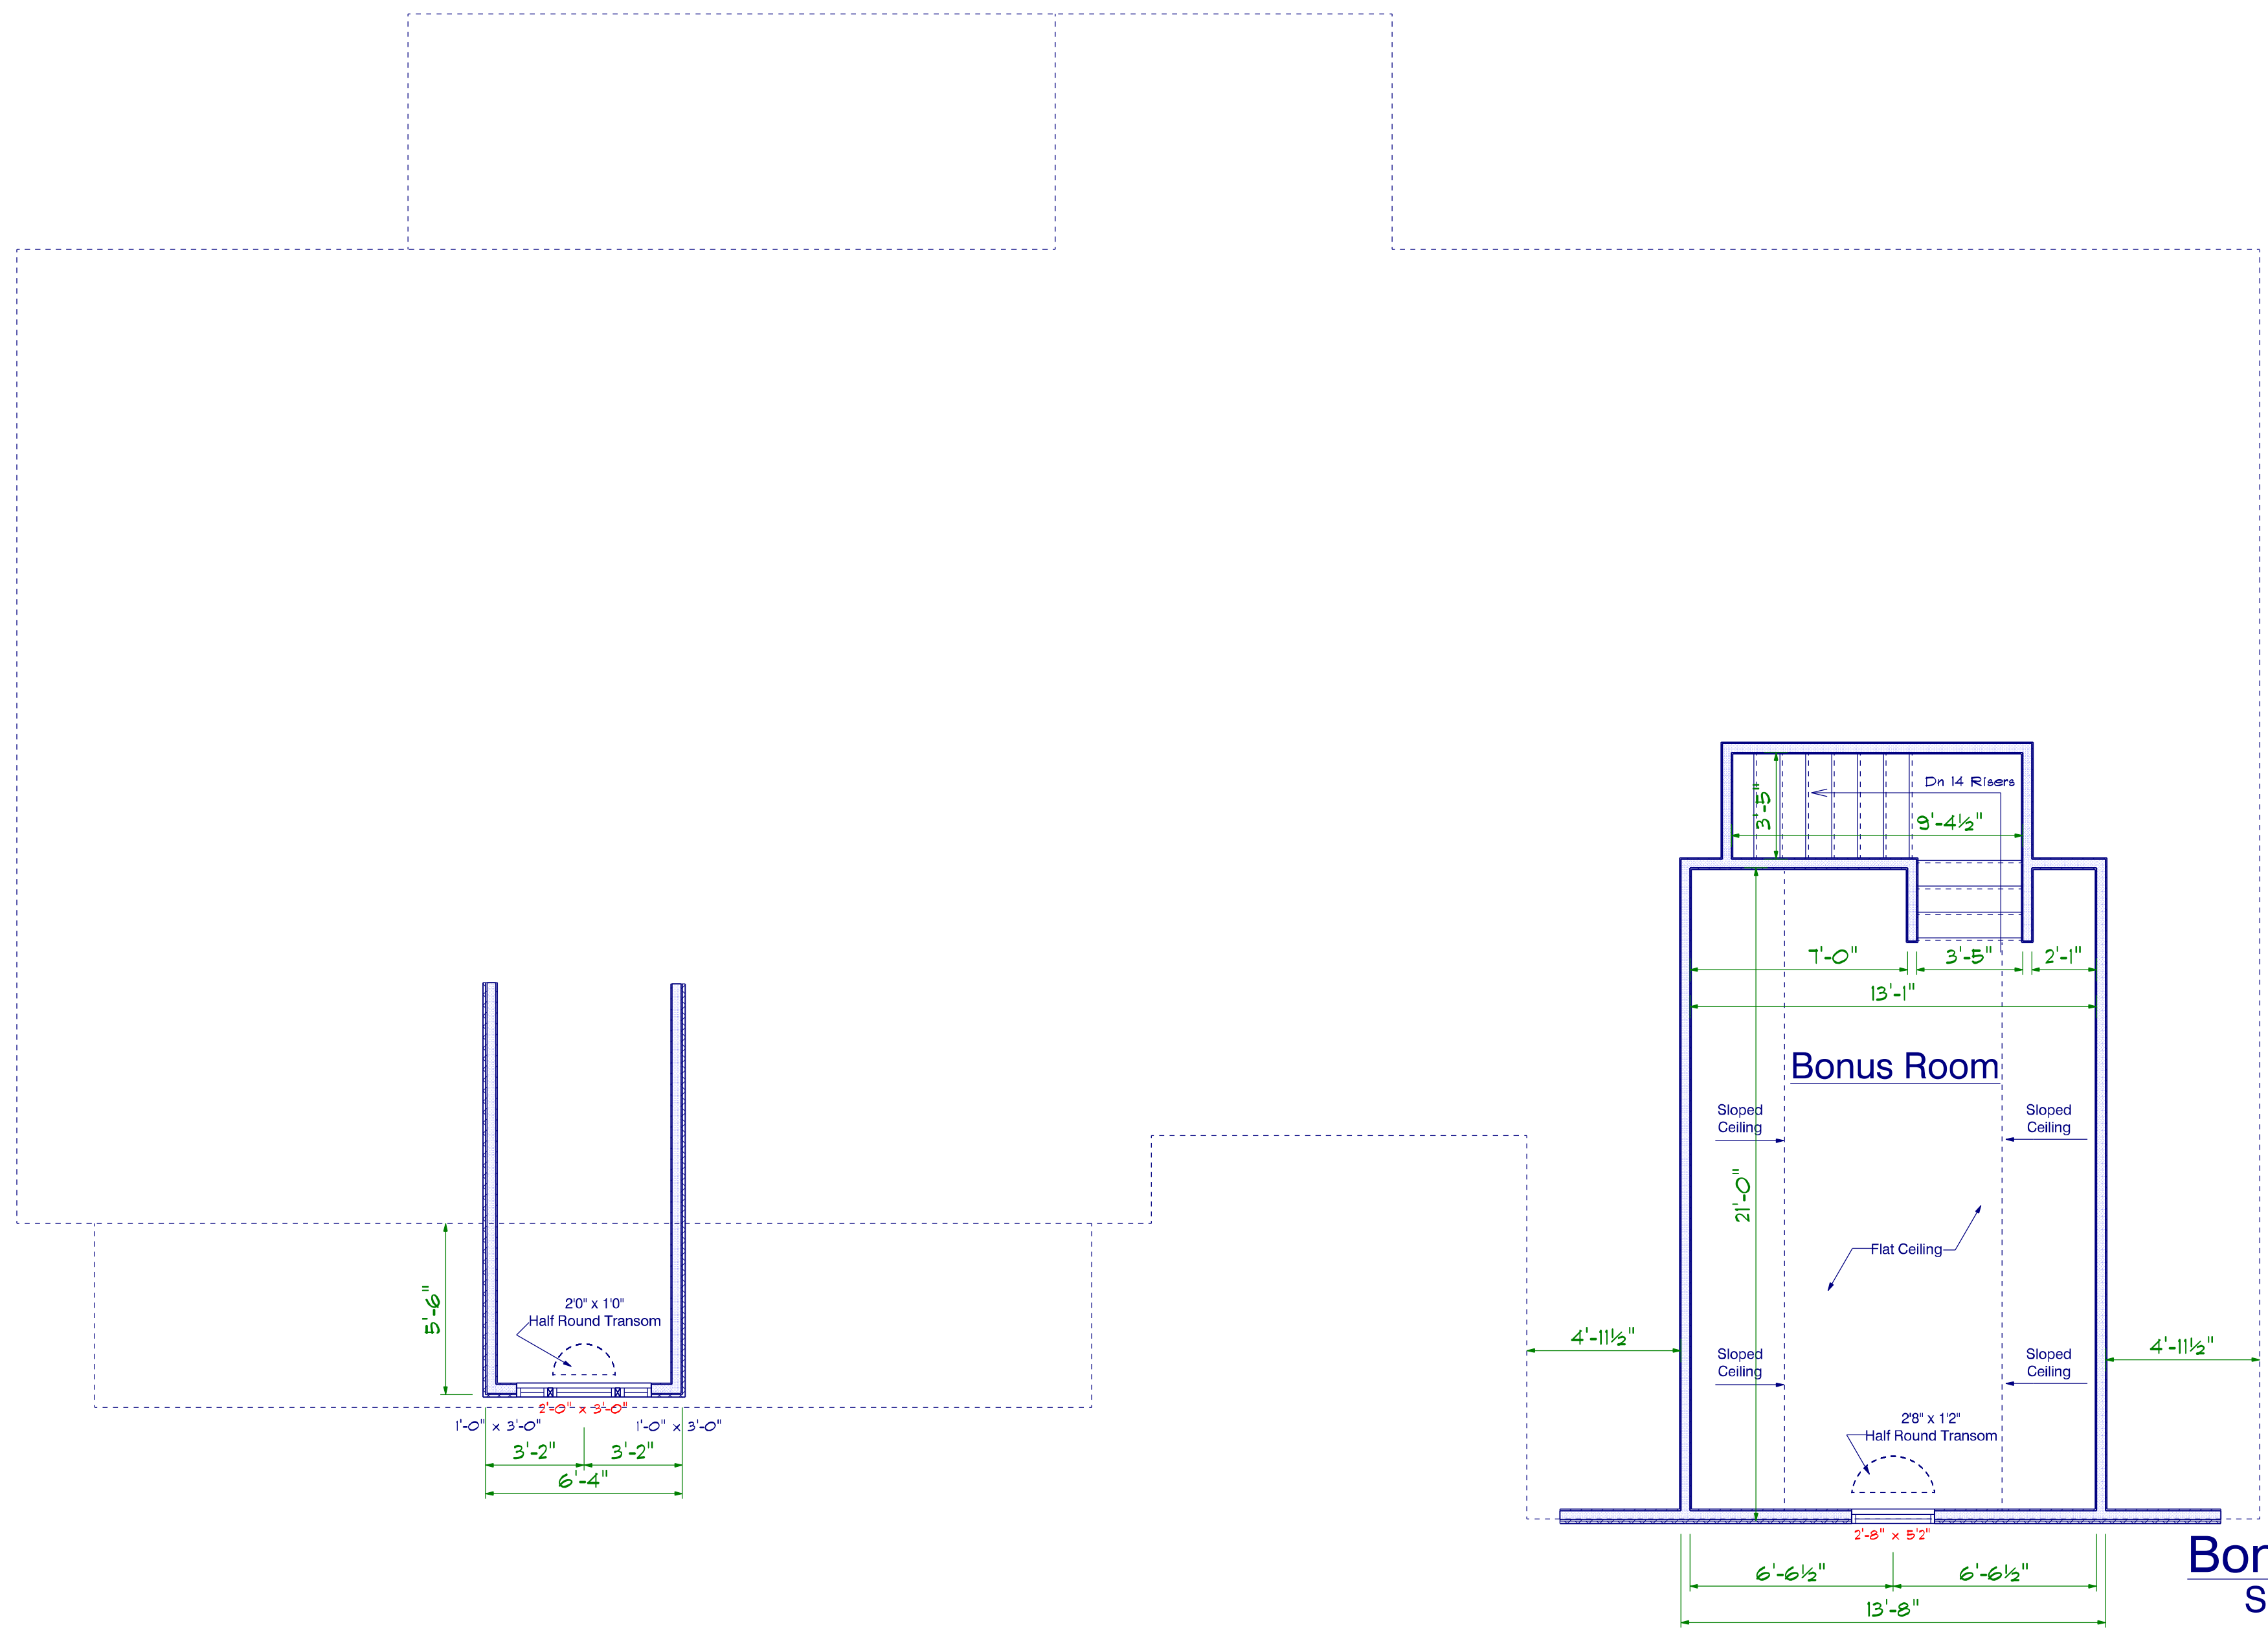 Dn 14 Risers
3'-5"
9'-4½"
7'-0"
3'-5"
2'-1"
13'-1"
Bonus Room
Sloped
Ceiling
Sloped
Ceiling
21'-0"
Flat Ceiling
5'-6"
2'0" x 1'0"
Half Round Transom
4'-11½"
4'-11½"
Sloped
Ceiling
Sloped
Ceiling
2'-0" x 3'-0"
1'-0" x 3'-0"
1'-0" x 3'-0"
2'8" x 1'2"
Half Round Transom
3'-2"
3'-2"
6'-4"
2'-8" x 5'2"
Bon
S
6'-6½"
6'-6½"
13'-8"